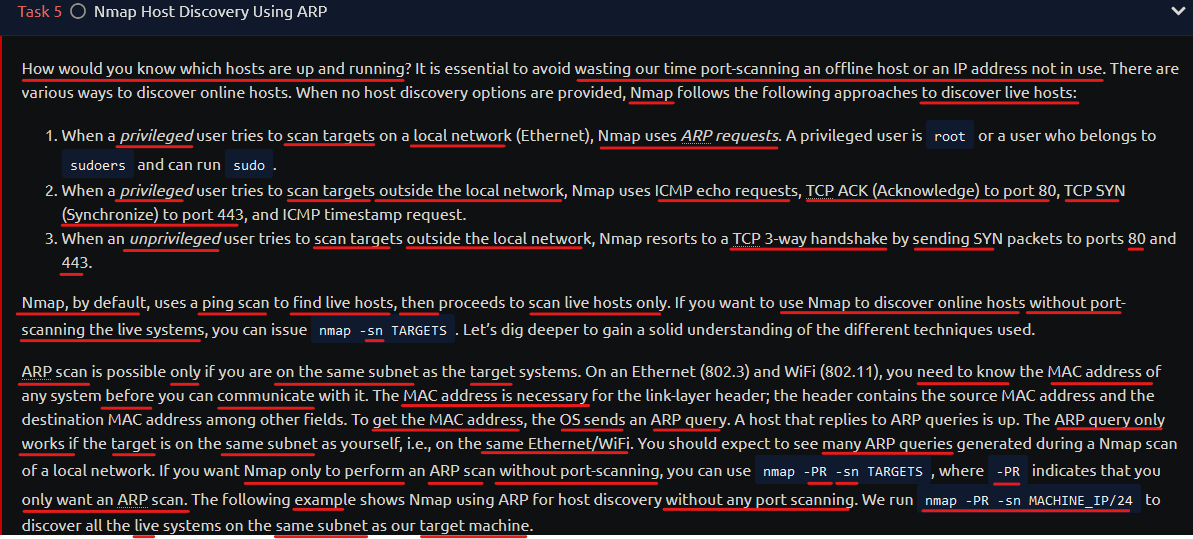 Task 5 Nmap Host Discovery Using ARP
How would you know which hosts are up and running? It is essential to avoid wasting our time port-scanning an offline host or an IP address not in use. There are
various ways to discover online hosts. When no host discovery options are provided, Nmap follows the following approaches to discover live hosts:
1. When a privileged user tries to scan targets on a local network (Ethernet), Nmap uses ARP requests. A privileged user is root or a user who belongs to
sudoers and can run sudo.
2. When a privileged user tries to scan targets outside the local network, Nmap uses ICMP echo requests, TCP ACK (Acknowledge) to port 80, TCP SYN
(Synchronize) to port 443, and ICMP timestamp request.
3. When an unprivileged user tries to scan targets outside the local network, Nmap resorts to a TCP 3-way handshake by sending SYN packets to ports 80 and
443.
Nmap, by default, uses a ping scan to find live hosts, then proceeds to scan live hosts only. If you want to use Nmap to discover online hosts without port-
scanning the live systems, you can issue nmap -sn TARGETS. Let’s dig deeper to gain a solid understanding of the different techniques used.
ARP scan is possible only if you are on the same subnet as the target systems. On an Ethernet (802.3) and WiFi (802.11), you need to know the MAC address of
any system before you can communicate with it. The MAC address is necessary for the link-layer header; the header contains the source MAC address and the
destination MAC address among other fields. To get the MAC address, the OS sends an ARP query. A host that replies to ARP queries is up. The ARP query only
works if the target is on the same subnet as yourself, i.e., on the same Ethernet/WiFi. You should expect to see many ARP queries generated during a Nmap scan
of a local network. If you want Nmap only to perform an ARP scan without port-scanning, you can use nmap -PR -sn TARGETS, where -PR indicates that you
only want an ARP scan. The following example shows Nmap using ARP for host discovery without any port scanning. We run nmap -PR -sn MACHINE_IP/24 to
discover all the live systems on the same subnet as our target machine.